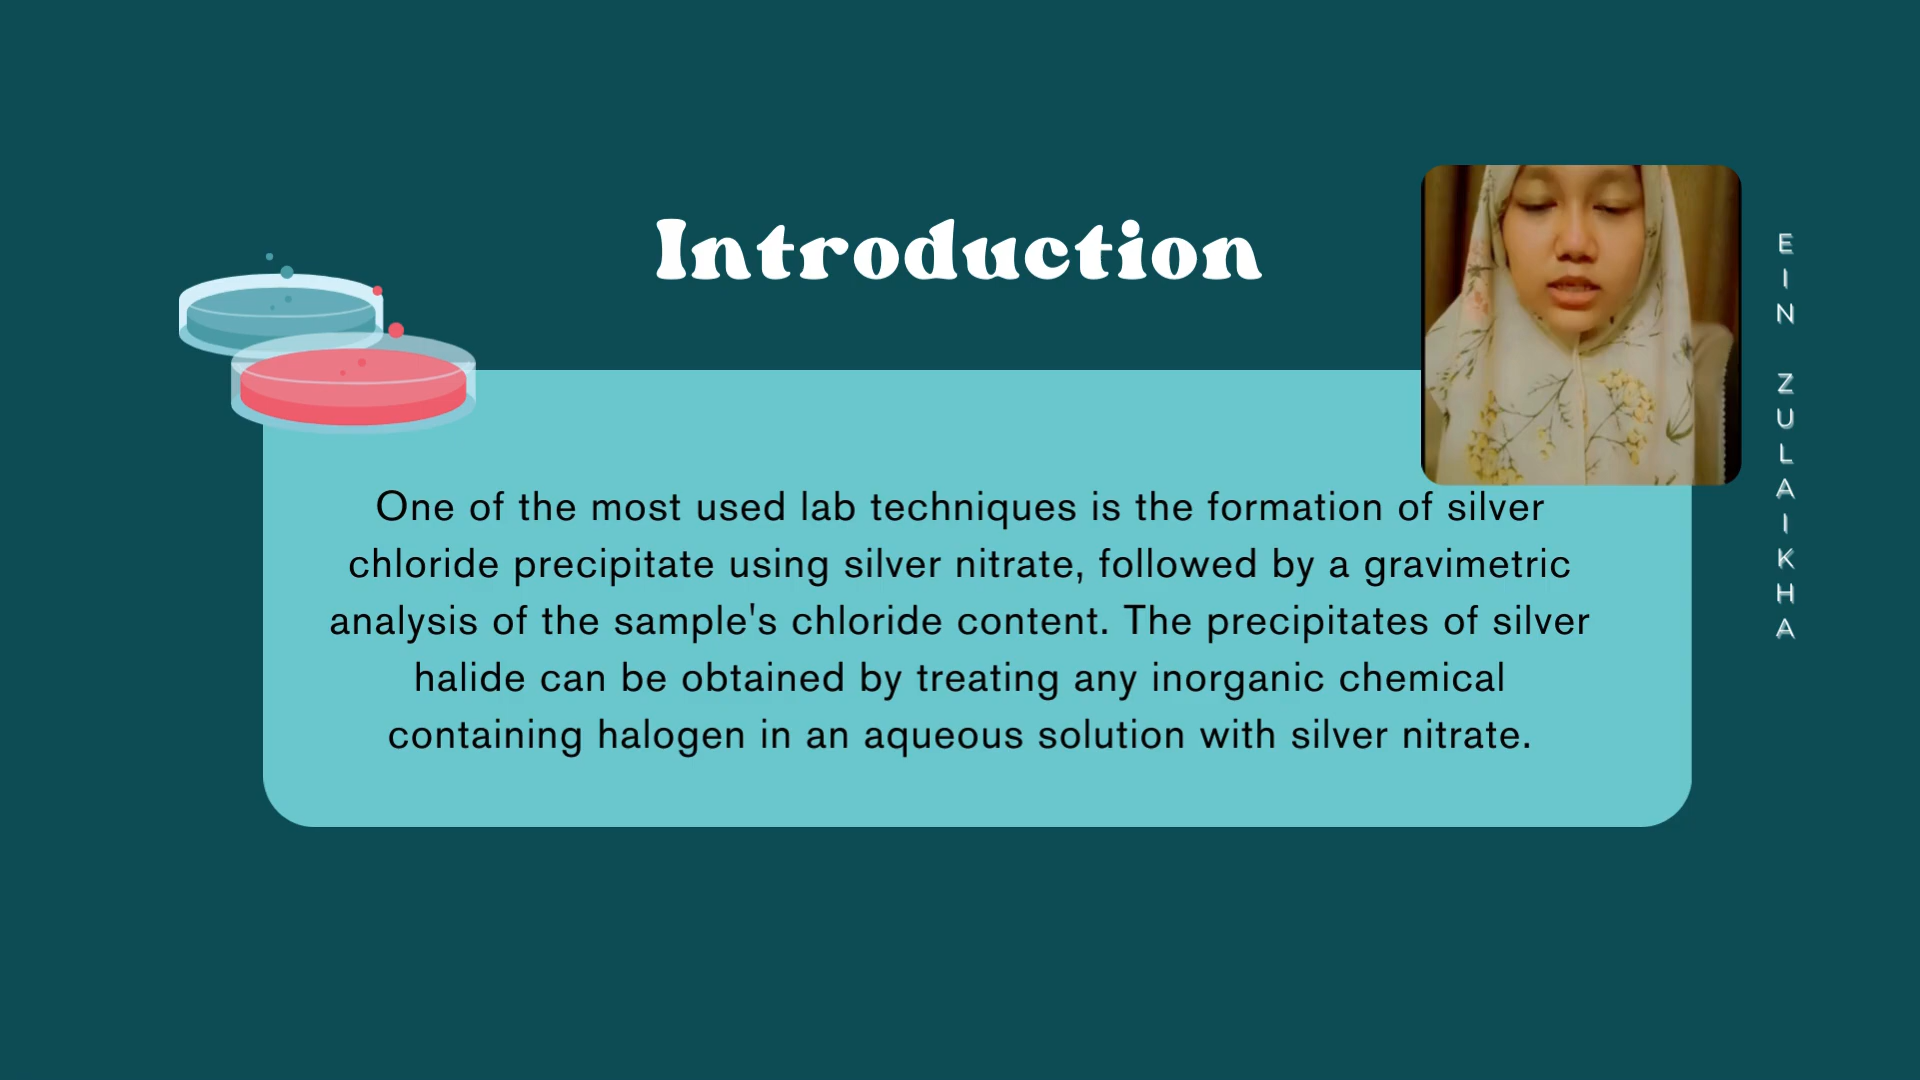 Introduction
One of the most used lab techniques is the formation of silver
chloride precipitate using silver nitrate, followed by a gravimetric
analysis of the sample's chloride content. The precipitates of silver
halide can be obtained by treating any inorganic chemical
containing halogen in an aqueous solution with silver nitrate.
EIN ZULAIKHA